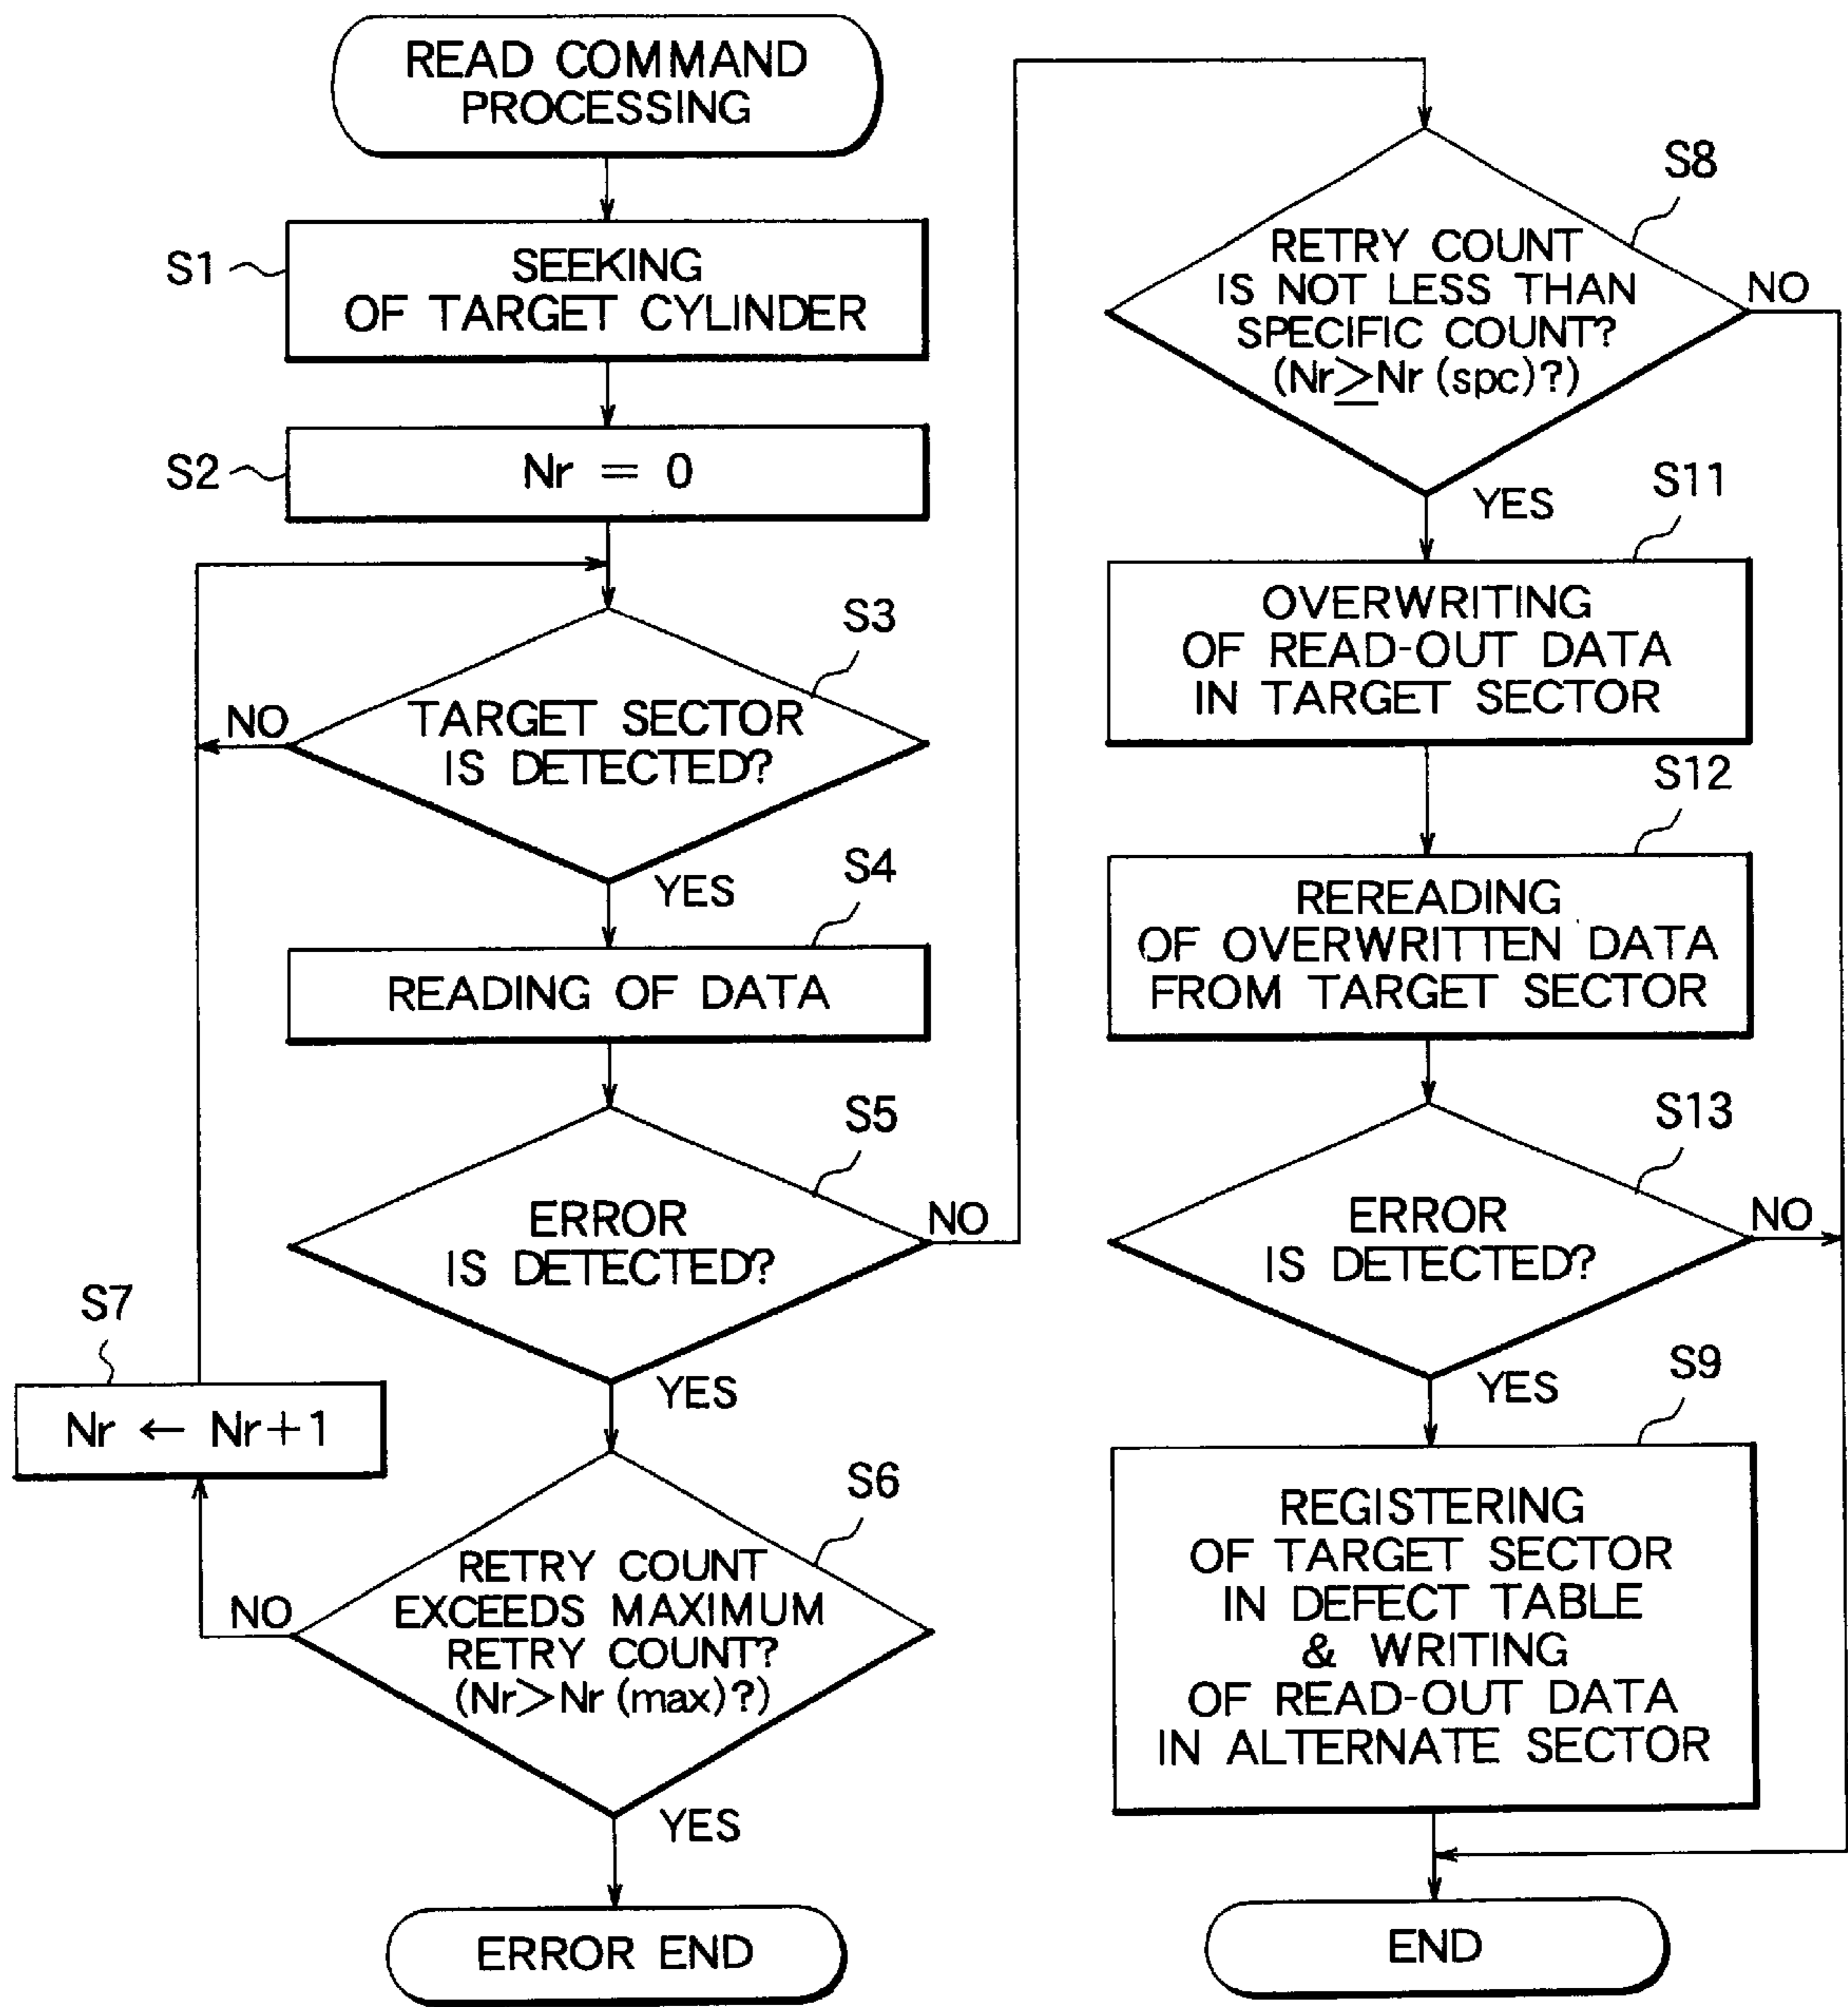 READ COMMAND
PROCESSING
S1
SEEKING
OF TARGET CYLINDER
S2
Nr = 0
S3
TARGET SECTOR
IS DETECTED?
NO
YES
S4
READING OF DATA
S5
ERROR
IS DETECTED?
NO
YES
S7
Nr ← Nr+1
S6
RETRY COUNT
EXCEEDS MAXIMUM
RETRY COUNT?
(Nr>Nr (max)?)
NO
YES
ERROR END
S8
RETRY COUNT
IS NOT LESS THAN
SPECIFIC COUNT?
(Nr≥Nr (spc)?)
NO
YES
S11
OVERWRITING
OF READ-OUT DATA
IN TARGET SECTOR
S12
REREADING
OF OVERWRITTEN DATA
FROM TARGET SECTOR
S13
ERROR
IS DETECTED?
NO
YES
S9
REGISTERING
OF TARGET SECTOR
IN DEFECT TABLE
& WRITING
OF READ-OUT DATA
IN ALTERNATE SECTOR
END